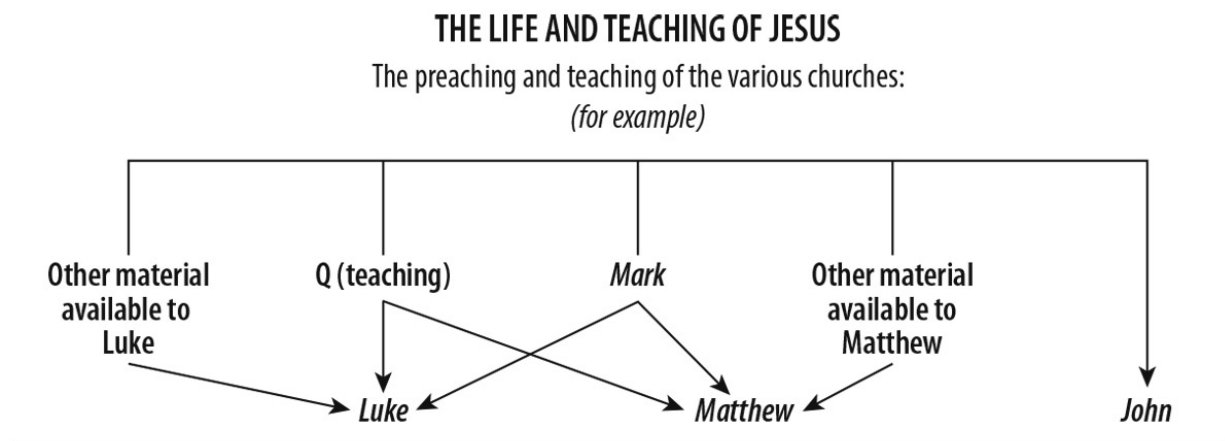 THE LIFE AND TEACHING OF JESUS
The preaching and teaching of the various churches:
(for example)
Other material
available to
Luke
Q (teaching)
Mark
Other material
available to
Matthew
Luke
Matthew
John